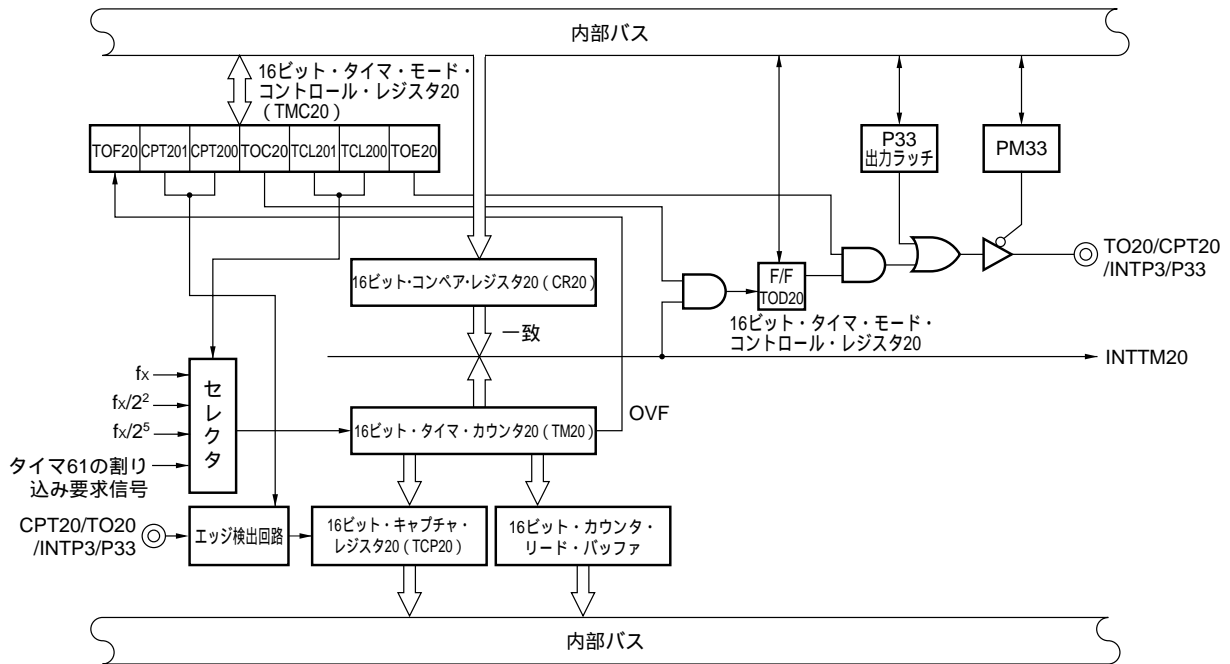 内部バス
16ビット・タイマ・モード・
コントロール・レジスタ20
（TMC20）
TOF20 CPT201 CPT200 TOC20 TCL201 TCL200 TOE20
P33
出力ラッチ
PM33
TO20/CPT20
/INTP3/P33
16ビット・コンペア・レジスタ20（CR20）
F/F
TOD20
16ビット・タイマ・モード・
コントロール・レジスタ20
一致
INTTM20
fX
fX/2²
fX/2⁵
タイマ61の割り
込み要求信号
セレクタ
16ビット・タイマ・カウンタ20（TM20）
OVF
CPT20/TO20
/INTP3/P33
エッジ検出回路
16ビット・キャプチャ・
レジスタ20（TCP20）
16ビット・カウンタ・
リード・バッファ
内部バス